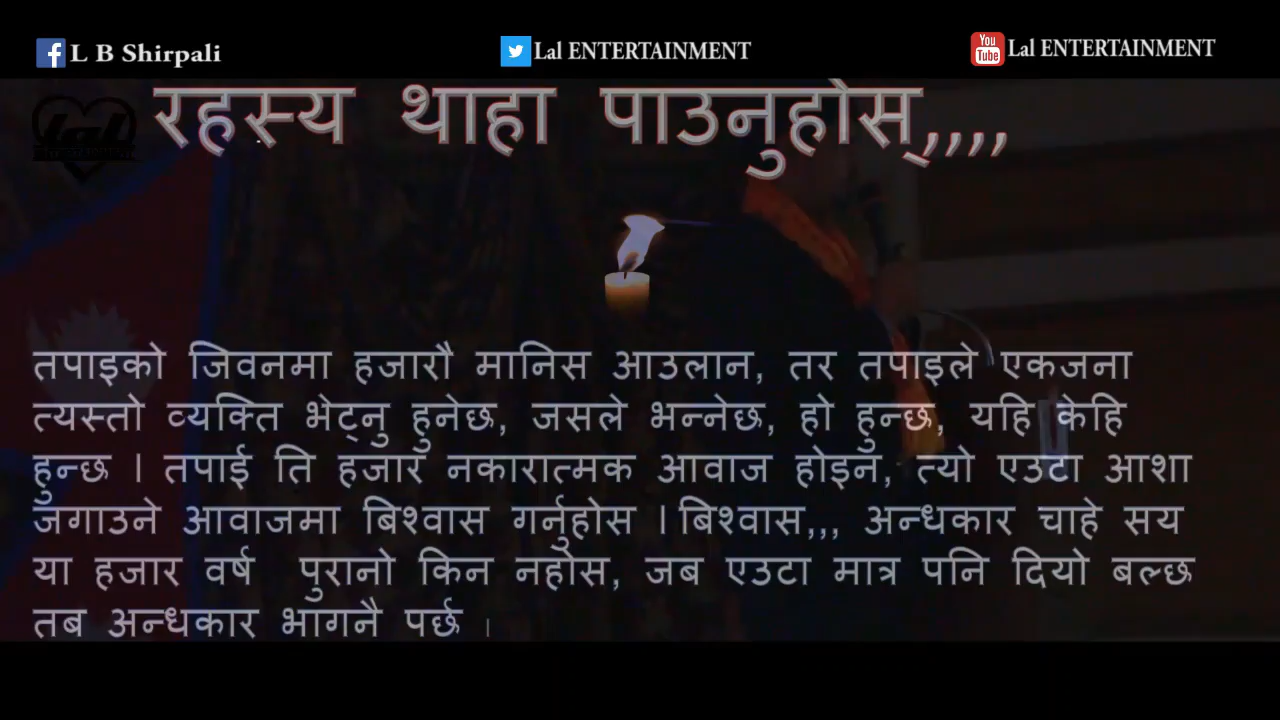 L B Shirpali
Lal ENTERTAINMENT
You Tube Lal ENTERTAINMENT
रहस्य थाहा पाउनुहोस्,,,,
तपाइको जिवनमा हजारौ मानिस आउलान, तर तपाइले एकजना
त्यस्तो व्यक्ति भेट्नु हुनेछ, जसले भन्नेछ, हो हुन्छ, यहि केहि
हुन्छ । तपाई ति हजार नकारात्मक आवाज होइन, त्यो एउटा आशा
जगाउने आवाजमा बिश्वास गर्नुहोस । बिश्वास,,, अन्धकार चाहे सय
या हजार वर्ष पुरानो किन नहोस, जब एउटा मात्र पनि दियो बल्छ
तब अन्धकार भागनै पर्छ ।